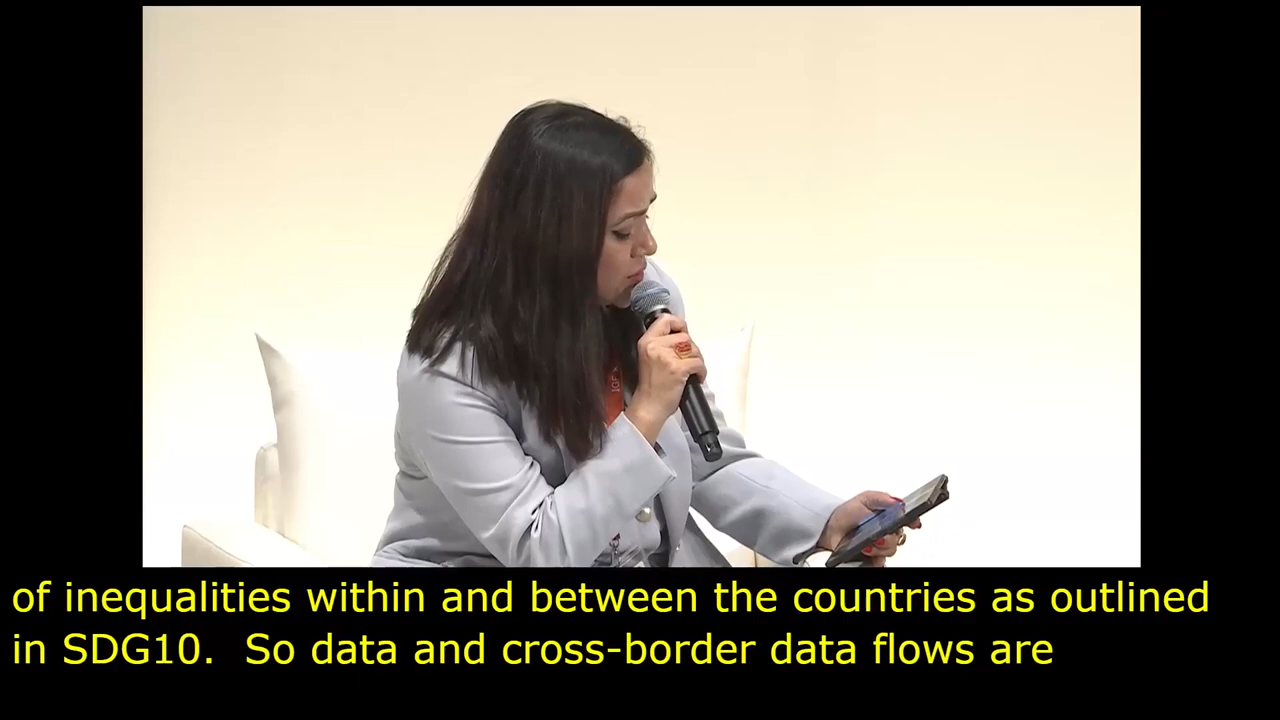 IGF
of inequalities within and between the countries as outlined
in SDG10.  So data and cross-border data flows are